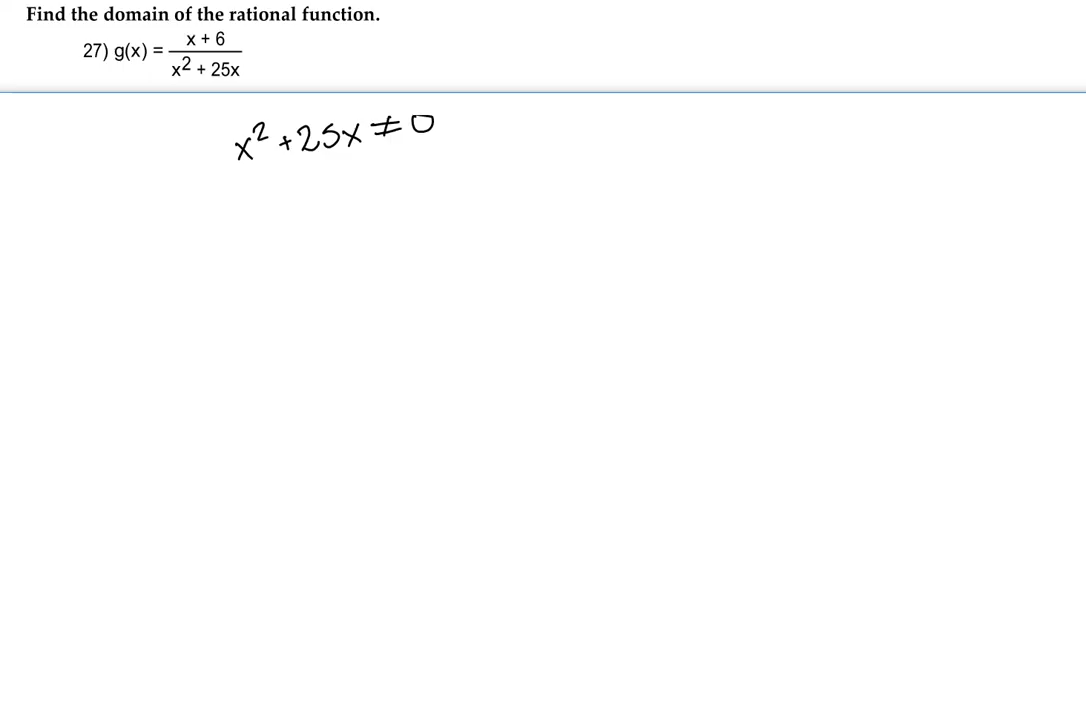 Find the domain of the rational function.
27) g(x) = x + 6 / x² + 25x
x² + 25x ≠ 0